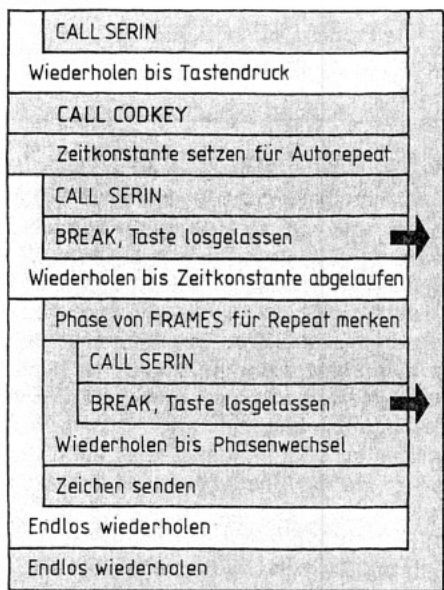 CALL SERIN
Wiederholen bis Tastendruck
CALL CODKEY
Zeitkonstante setzen für Autorepeat
CALL SERIN
BREAK, Taste losgelassen
Wiederholen bis Zeitkonstante abgelaufen
Phase von FRAMES für Repeat merken
CALL SERIN
BREAK, Taste losgelassen
Wiederholen bis Phasenwechsel
Zeichen senden
Endlos wiederholen
Endlos wiederholen